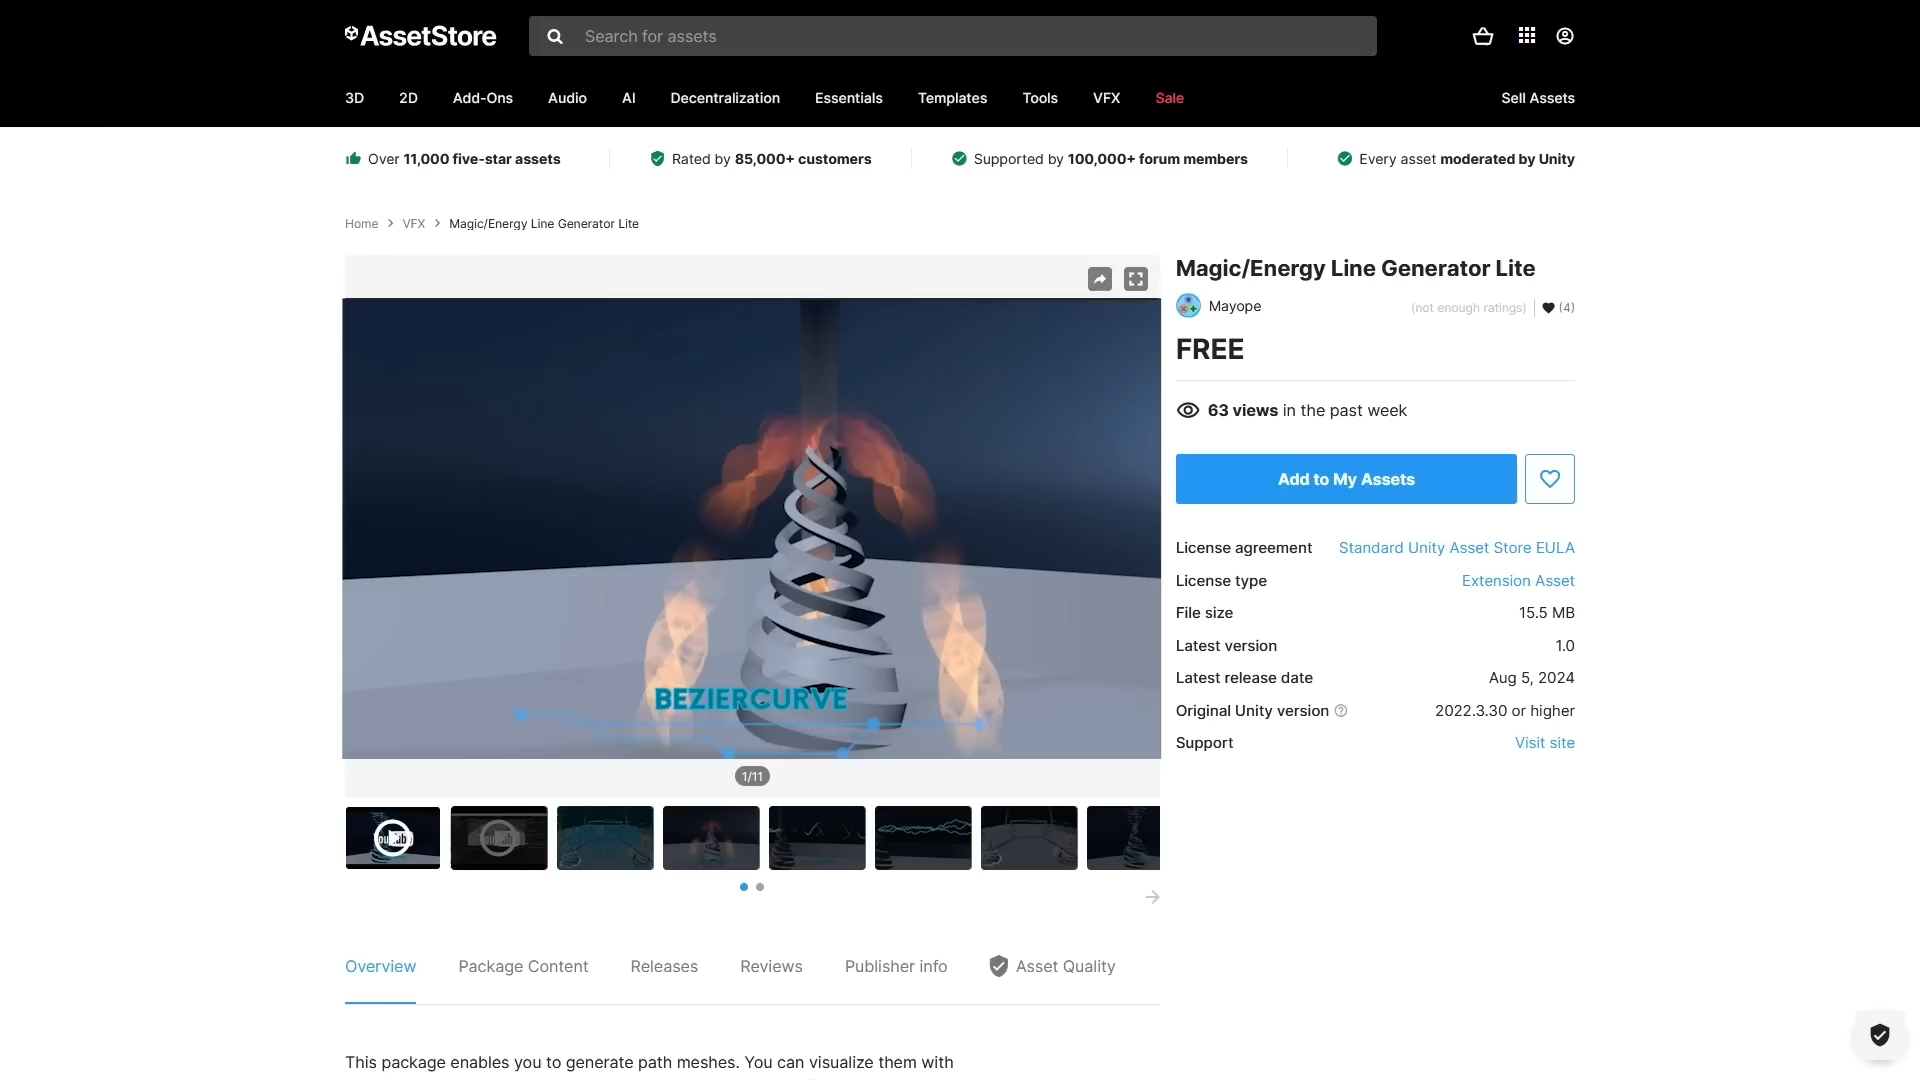 AssetStore
Search for assets
3D 2D Add-Ons Audio AI Decentralization Essentials Templates Tools VFX Sale Sell Assets
Over 11,000 five-star assets Rated by 85,000+ customers Supported by 100,000+ forum members Every asset moderated by Unity
Home > VFX > Magic/Energy Line Generator Lite
BEZIERCURVE
1/11
Magic/Energy Line Generator Lite
Mayope (not enough ratings) (4)
FREE
63 views in the past week
Add to My Assets
License agreement Standard Unity Asset Store EULA
License type Extension Asset
File size 15.5 MB
Latest version 1.0
Latest release date Aug 5, 2024
Original Unity version 2022.3.30 or higher
Support Visit site
Overview Package Content Releases Reviews Publisher info Asset Quality
This package enables you to generate path meshes. You can visualize them with